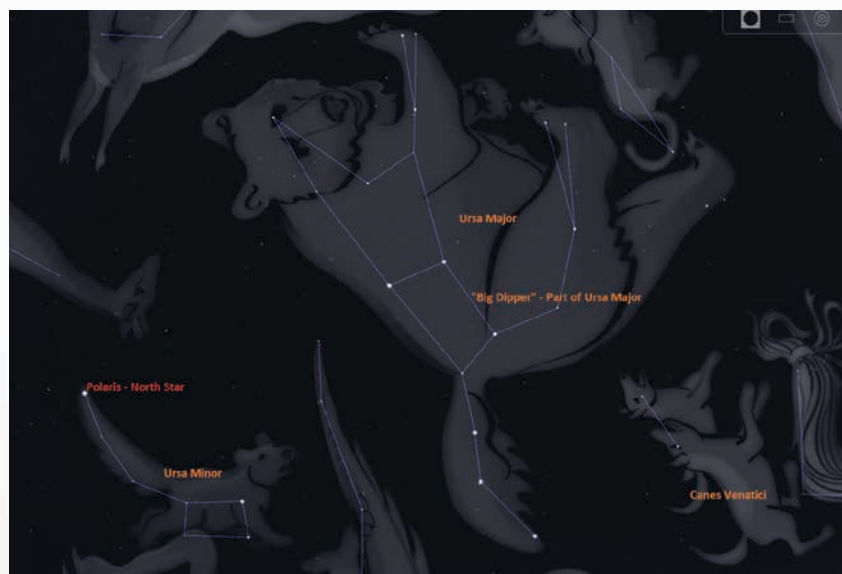 Ursa Major
"Big Dipper" - Part of Ursa Major
Polaris - North Star
Ursa Minor
Canes Venatici